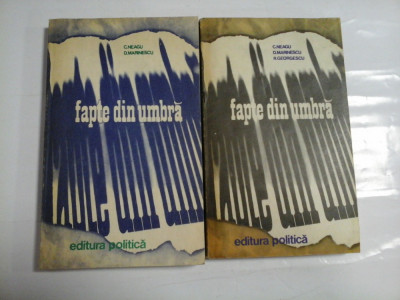 C.NEAGU
D.MARINESCU
fapte din umbră
editura politică
C.NEAGU
D.MARINESCU
R.GEORGESCU
fapte din umbră
editura politică